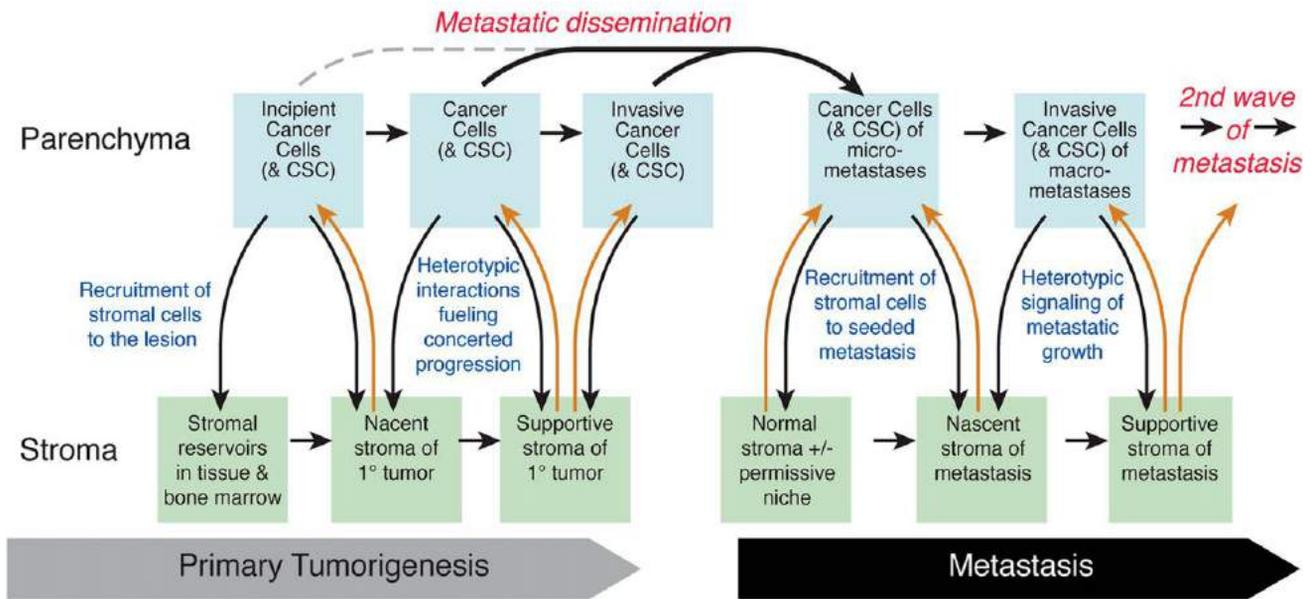 Metastatic dissemination
Parenchyma
Incipient
Cancer
Cells
(& CSC)
Cancer
Cells
(& CSC)
Invasive
Cancer
Cells
(& CSC)
Cancer Cells
(& CSC) of
micro-
metastases
Invasive
Cancer Cells
(& CSC) of
macro-
metastases
2nd wave
of
metastasis
Recruitment of
stromal cells
to the lesion
Heterotypic
interactions
fueling
concerted
progression
Recruitment of
stromal cells
to seeded
metastasis
Heterotypic
signaling of
metastatic
growth
Stroma
Stromal
reservoirs
in tissue &
bone marrow
Nacent
stroma of
1° tumor
Supportive
stroma of
1° tumor
Normal
stroma +/-
permissive
niche
Nascent
stroma of
metastasis
Supportive
stroma of
metastasis
Primary Tumorigenesis
Metastasis